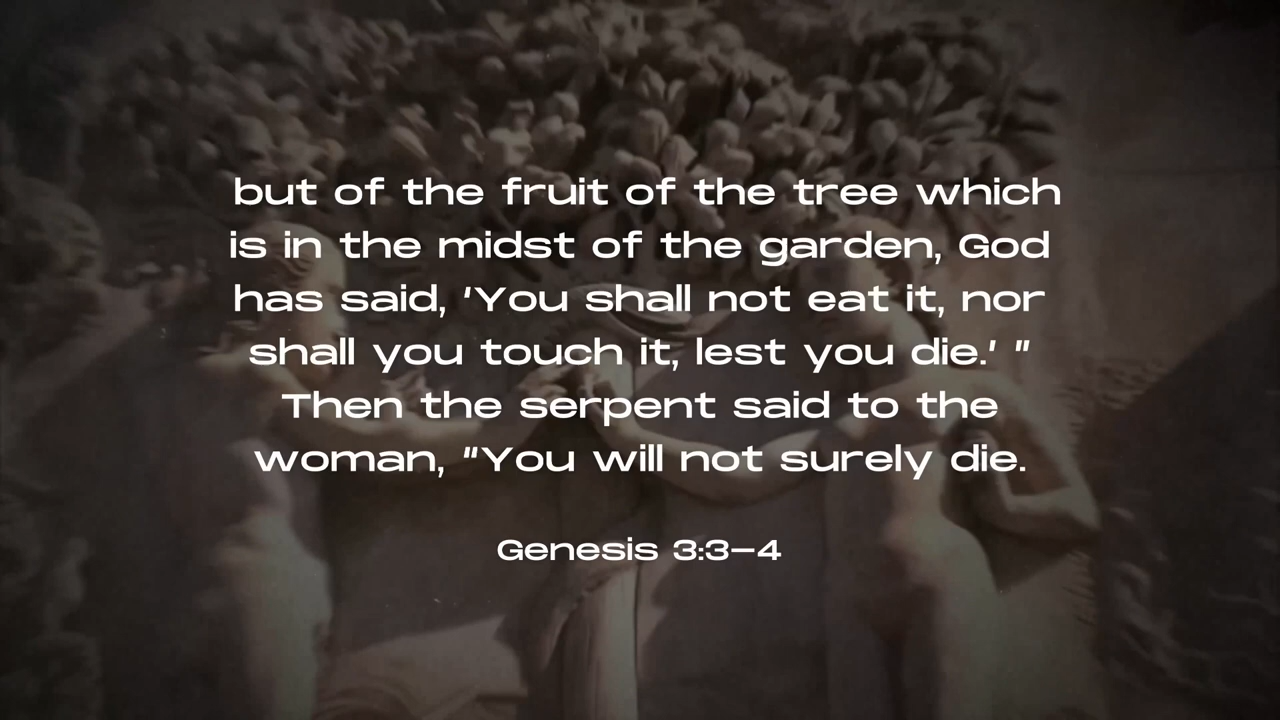 but of the fruit of the tree which
is in the midst of the garden, God
has said, ‘You shall not eat it, nor
shall you touch it, lest you die.’ ”
Then the serpent said to the
woman, “You will not surely die.
Genesis 3:3–4